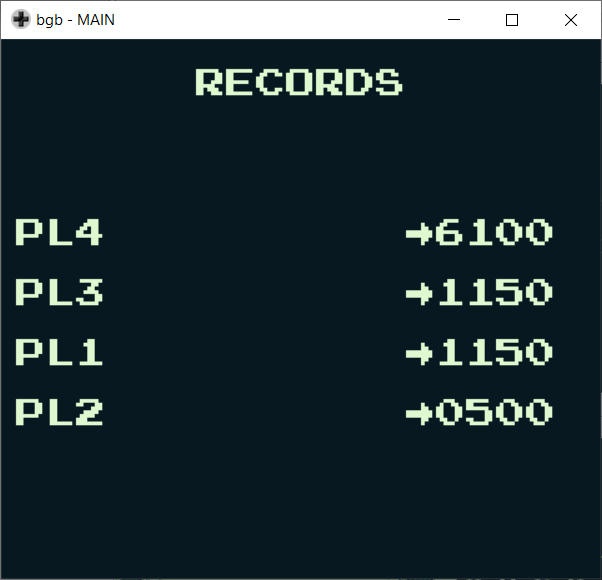 bgb - MAIN
RECORDS
PL4 →6100
PL3 →1150
PL1 →1150
PL2 →0500